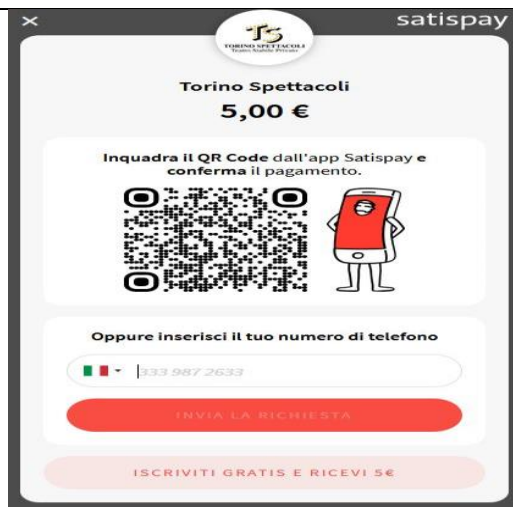 ×
satispay
TS
TORINO SPETTACOLI
Teatro Stabile Privato
Torino Spettacoli
5,00 €
Inquadra il QR Code dall'app Satispay e
conferma il pagamento.
Oppure inserisci il tuo numero di telefono
333 987 2633
INVIA LA RICHIESTA
ISCRIVITI GRATIS E RICEVI 5€